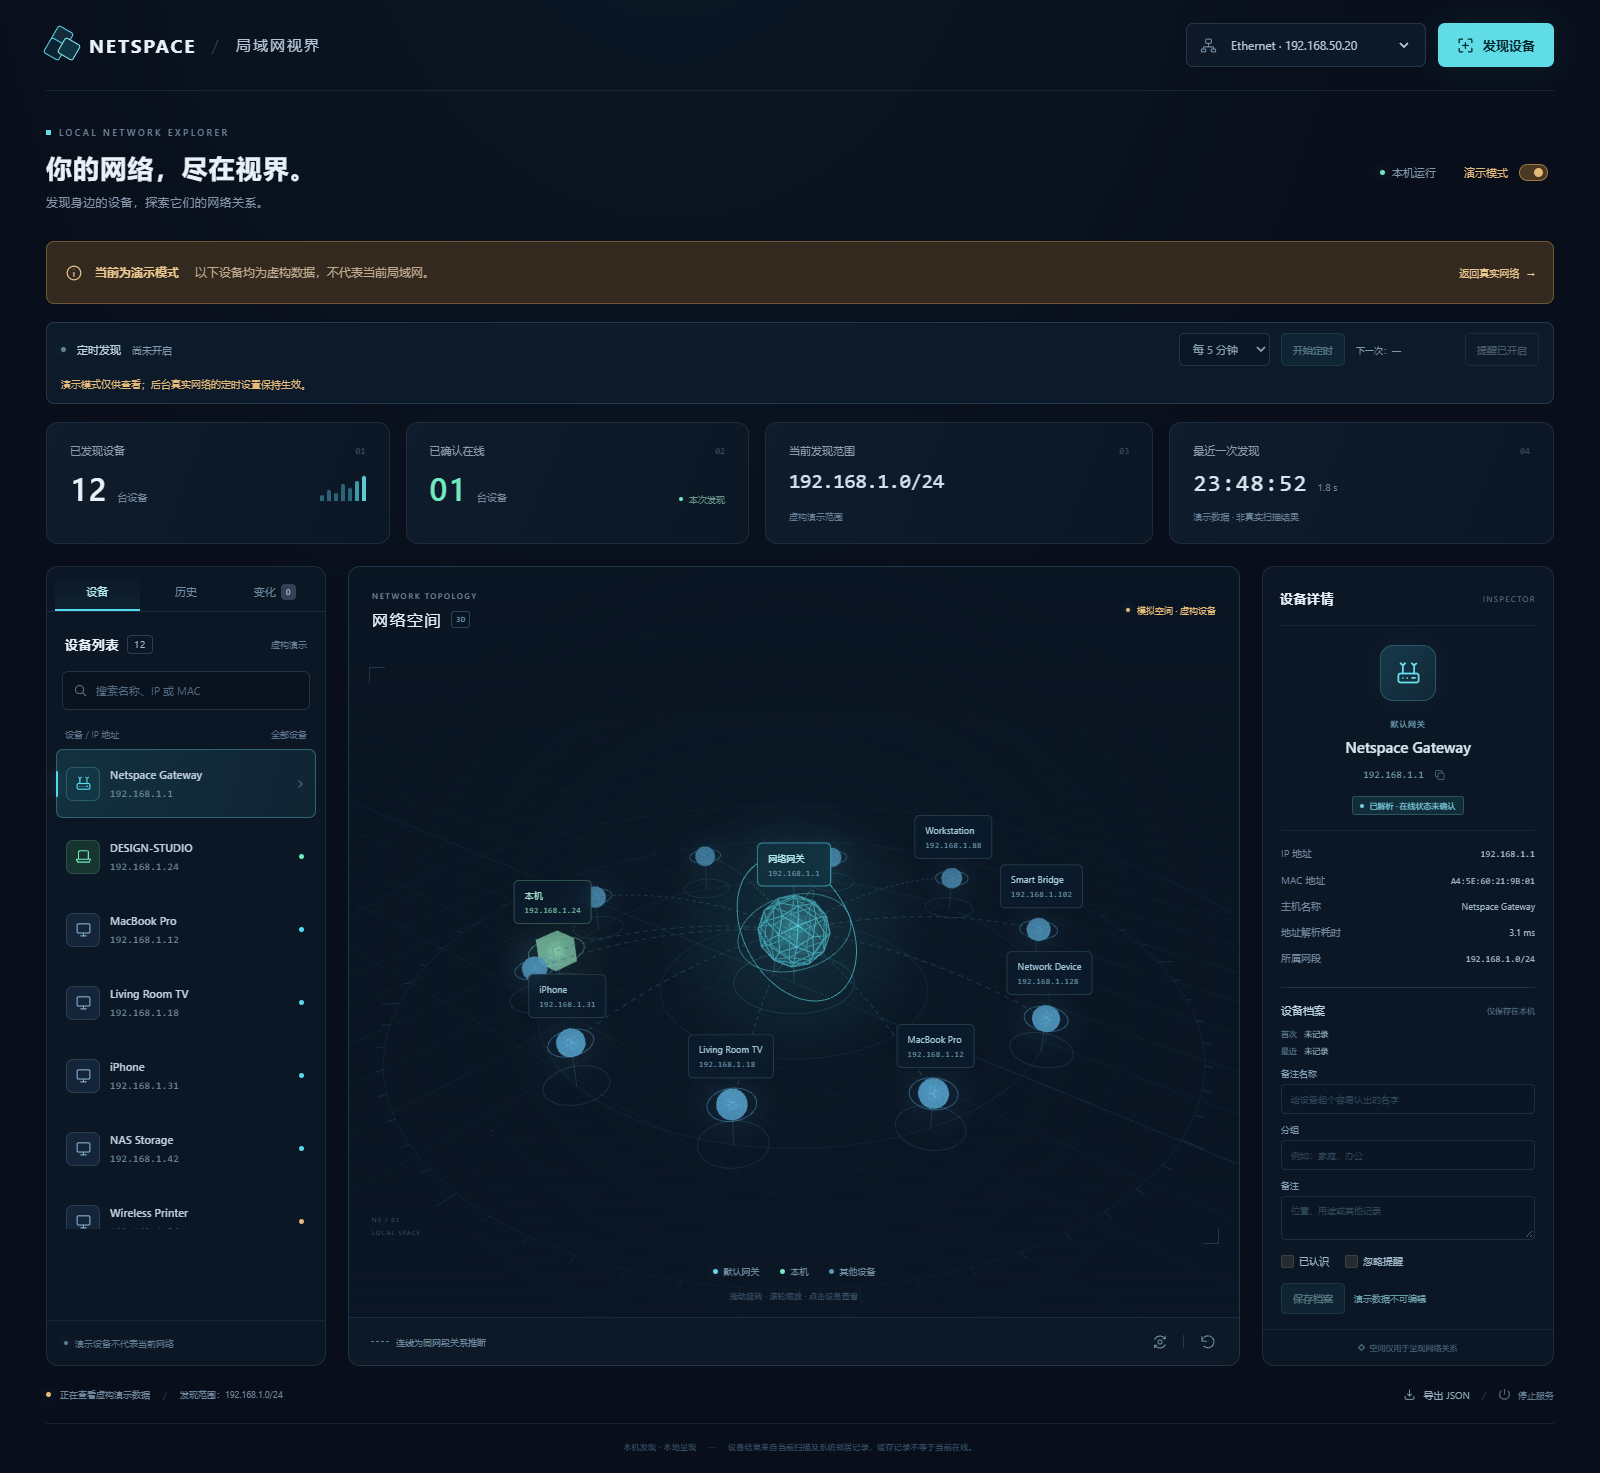 NETSPACE / 局域网视界
Ethernet · 192.168.50.20
发现设备
LOCAL NETWORK EXPLORER
你的网络，尽在视界。
发现身边的设备，探索它们的网络关系。
本机运行
演示模式
当前为演示模式 以下设备均为虚构数据，不代表当前局域网。
返回真实网络 →
定时发现 尚未开启
每 5 分钟
开始定时
下一次：—
提醒已开启
演示模式仅供查看；后台真实网络的定时设置保持生效。
已发现设备 01
12 台设备
已确认在线 02
01 台设备
本次发现
当前发现范围 03
192.168.1.0/24
虚构演示范围
最近一次发现 04
23:48:52 1.8 s
演示数据 · 非真实扫描结果
设备 历史 变化 0
设备列表 12 虚构演示
搜索名称、IP 或 MAC
设备 / IP 地址 全部设备
Netspace Gateway
192.168.1.1
DESIGN-STUDIO
192.168.1.24
MacBook Pro
192.168.1.12
Living Room TV
192.168.1.18
iPhone
192.168.1.31
NAS Storage
192.168.1.42
Wireless Printer
演示设备不代表当前网络
NETWORK TOPOLOGY
网络空间 3D
模拟空间 · 虚构设备
Workstation
192.168.1.88
网络网关
192.168.1.1
Smart Bridge
192.168.1.102
本机
192.168.1.24
Network Device
192.168.1.128
iPhone
192.168.1.31
MacBook Pro
192.168.1.12
Living Room TV
192.168.1.18
NS / 01
LOCAL SPACE
默认网关 本机 其他设备
拖动旋转 · 滚轮缩放 · 点击设备查看
连线为同网段关系推断
设备详情 INSPECTOR
默认网关
Netspace Gateway
192.168.1.1
已解析 · 在线状态未确认
IP 地址 192.168.1.1
MAC 地址 A4:5E:60:21:9B:01
主机名称 Netspace Gateway
地址解析耗时 3.1 ms
所属网段 192.168.1.0/24
设备档案 仅保存在本机
首次 未记录
最近 未记录
备注名称
给设备起个容易认出的名字
分组
例如：家庭、办公
备注
位置、用途或其他记录
已认识 忽略提醒
保存档案 演示数据不可编辑
空间仅用于呈现网络关系
正在查看虚构演示数据 / 发现范围：192.168.1.0/24
导出 JSON / 停止服务
本机发现 · 本地呈现 — 设备结果来自当前扫描及系统邻居记录，缓存记录不等于当前在线。